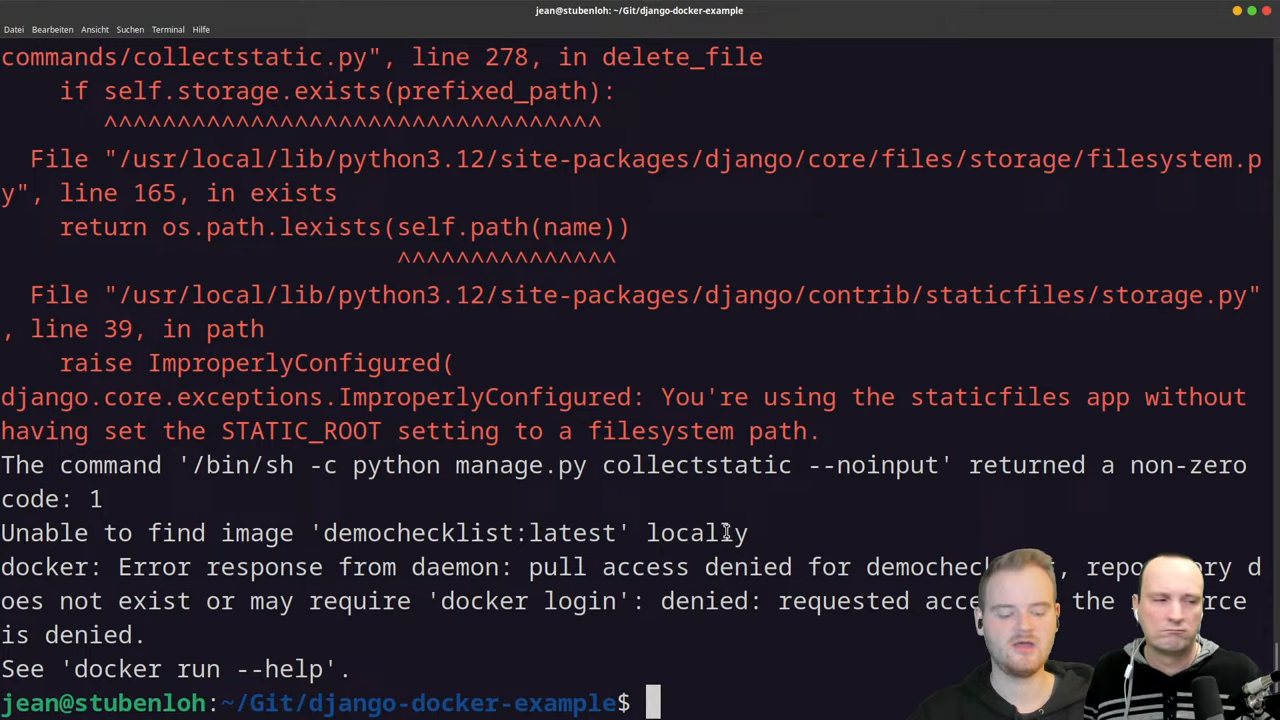 jean@stubenloh: ~/Git/django-docker-example
Datei Bearbeiten Ansicht Suchen Terminal Hilfe
commands/collectstatic.py", line 278, in delete_file
    if self.storage.exists(prefixed_path):
       ^^^^^^^^^^^^^^^^^^^^^^^^^^^^^^^^^^
  File "/usr/local/lib/python3.12/site-packages/django/core/files/storage/filesystem.p
y", line 165, in exists
    return os.path.lexists(self.path(name))
                           ^^^^^^^^^^^^^^^
  File "/usr/local/lib/python3.12/site-packages/django/contrib/staticfiles/storage.py"
, line 39, in path
    raise ImproperlyConfigured(
django.core.exceptions.ImproperlyConfigured: You're using the staticfiles app without
having set the STATIC_ROOT setting to a filesystem path.
The command '/bin/sh -c python manage.py collectstatic --noinput' returned a non-zero
code: 1
Unable to find image 'demochecklist:latest' locally
docker: Error response from daemon: pull access denied for d
oes not exist or may require 'docker login': denied: requested the
is denied.
See 'docker run --help'.
jean@stubenloh:~/Git/django-docker-example$